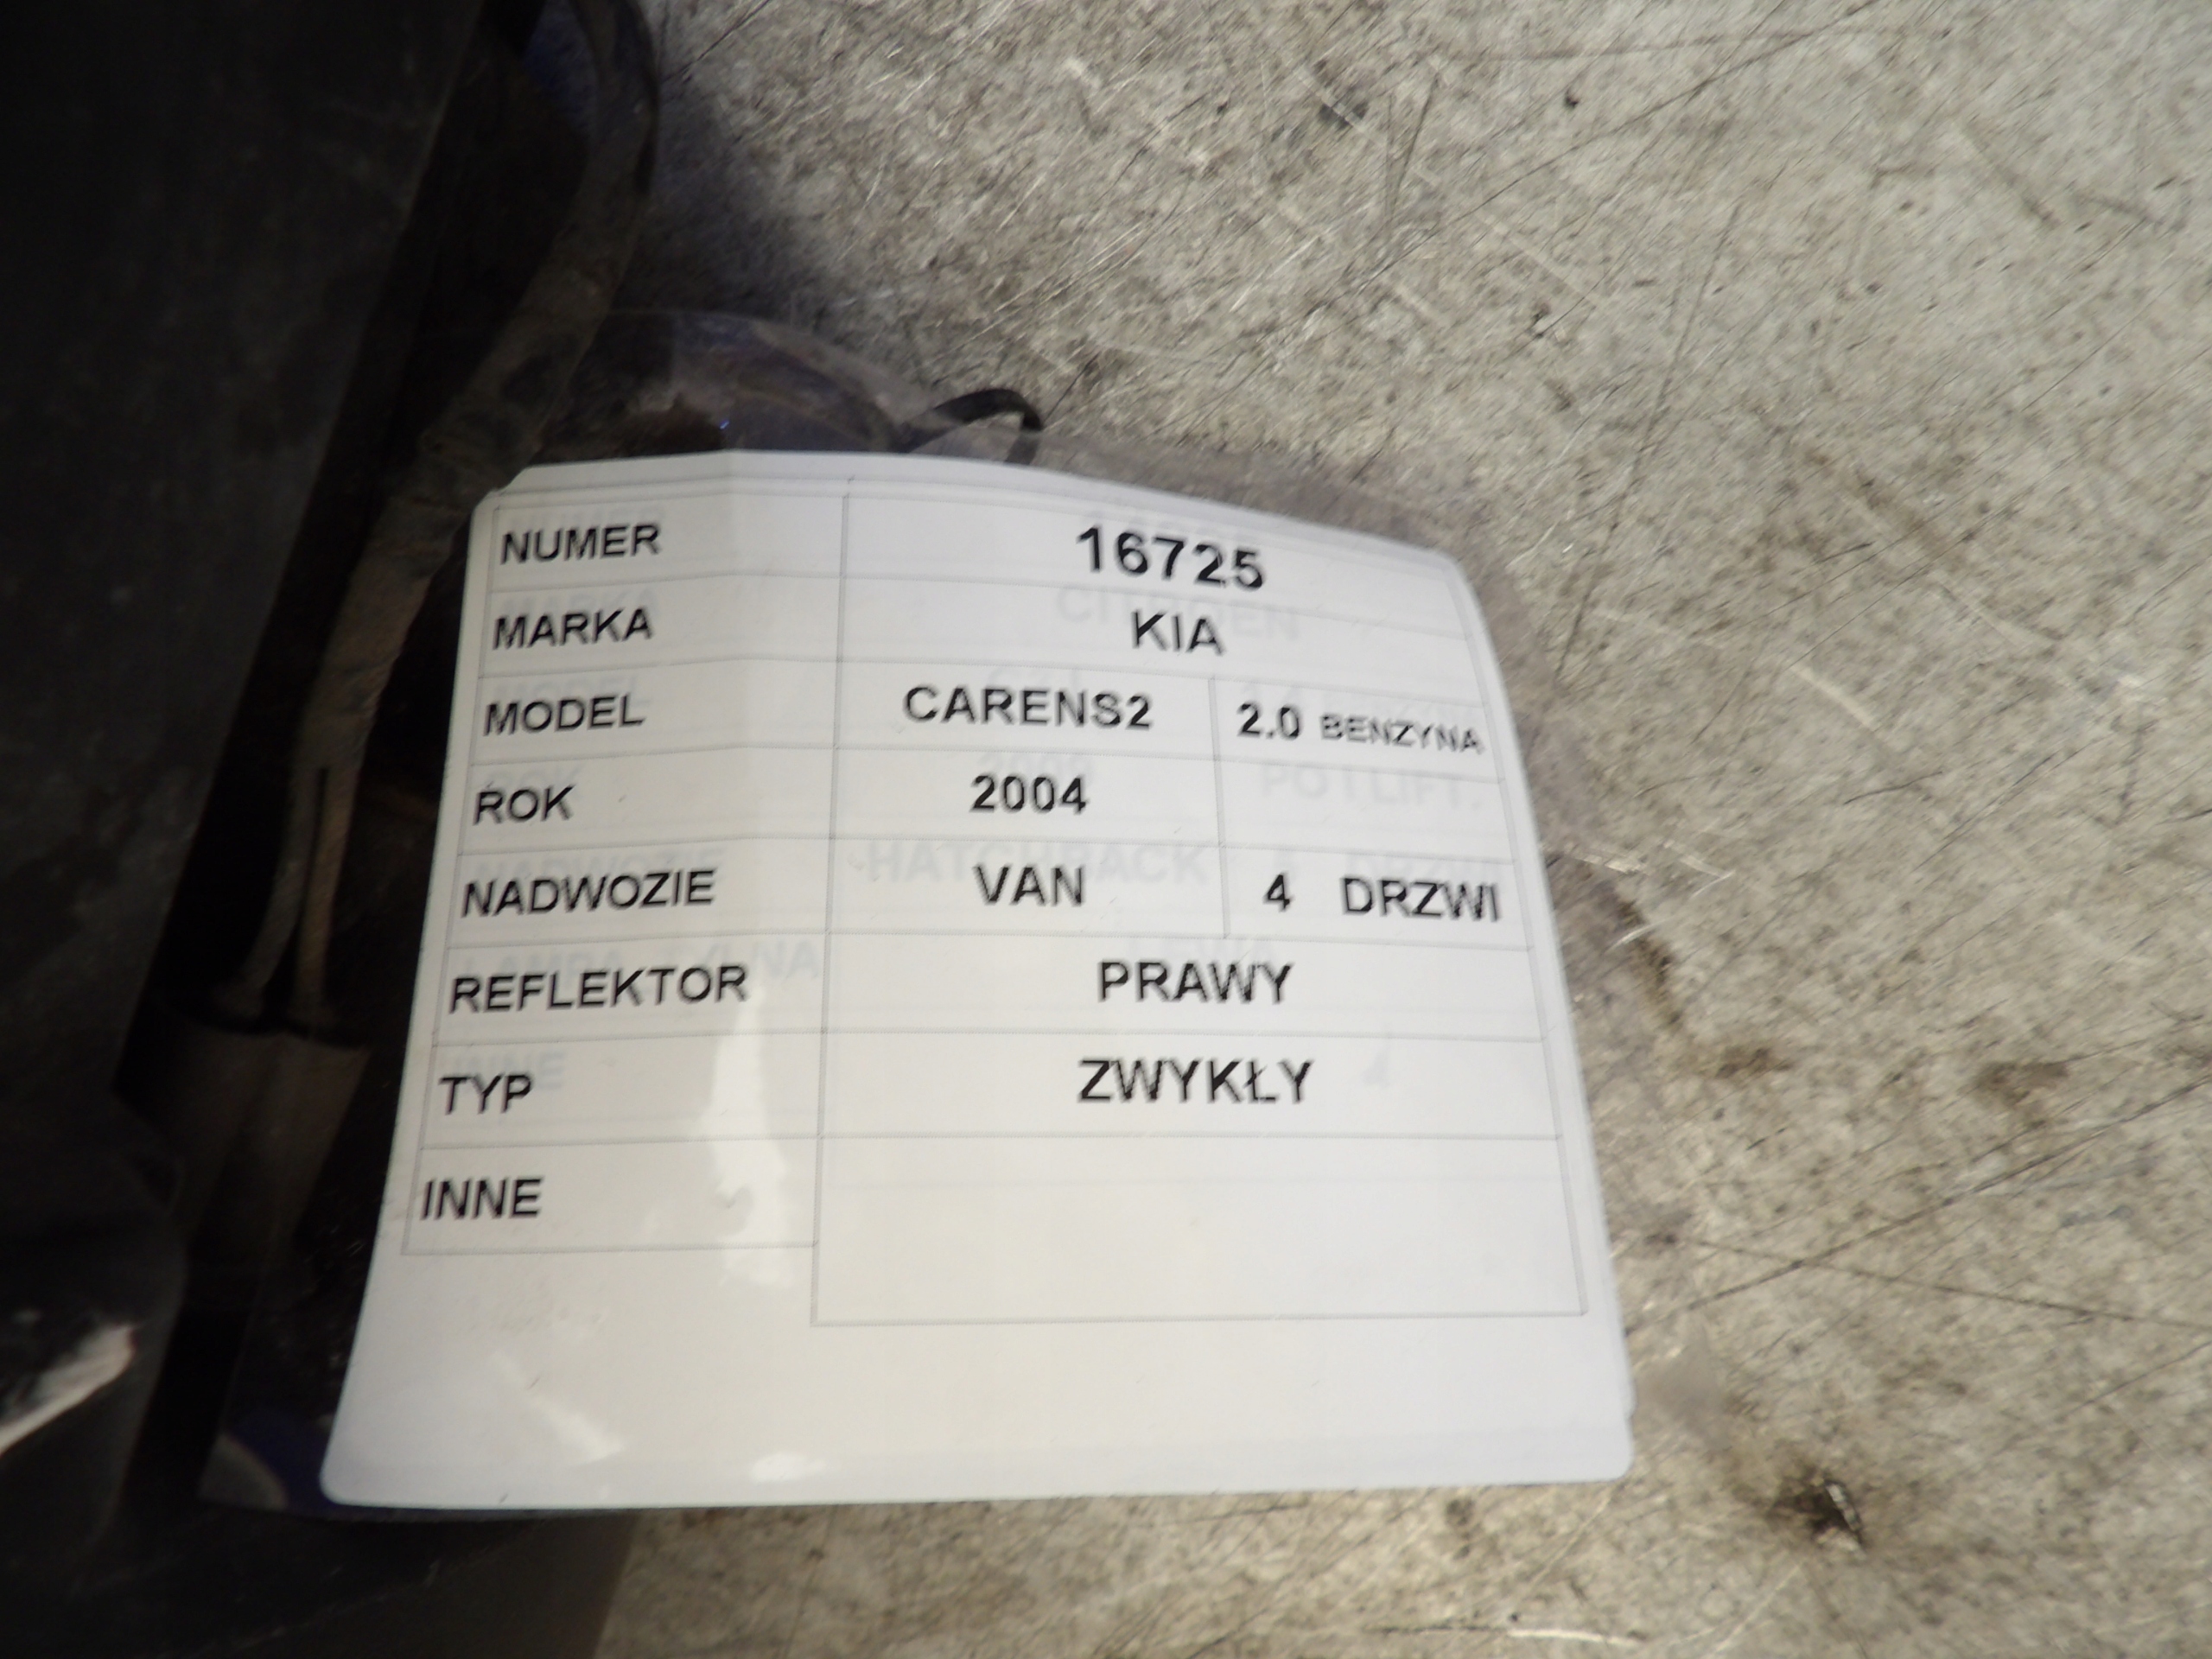 NUMER 16725
MARKA KIA
MODEL CARENS2 2.0 BENZYNA
ROK 2004
NADWOZIE VAN 4 DRZWI
REFLEKTOR PRAWY
TYP ZWYKŁY
INNE